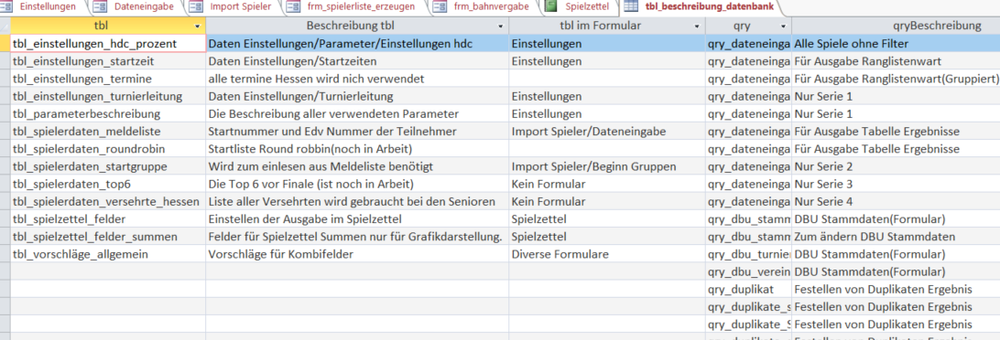 Einstellungen Dateneingabe Import Spieler frm_spielerliste_erzeugen frm_bahnvergabe Spielzettel tbl_beschreibung_datenbank
tbl Beschreibung tbl tbl im Formular qry qryBeschreibung
tbl_einstellungen_hdc_prozent Daten Einstellungen/Parameter/Einstellungen hdc Einstellungen qry_dateneinga Alle Spiele ohne Filter
tbl_einstellungen_startzeit Daten Einstellungen/Startzeiten Einstellungen qry_dateneinga Für Ausgabe Ranglistenwart
tbl_einstellungen_termine alle termine Hessen wird nich verwendet qry_dateneinga Für Ausgabe Ranglistenwart(Gruppiert)
tbl_einstellungen_turnierleitung Daten Einstellungen/Turnierleitung Einstellungen qry_dateneinga Nur Serie 1
tbl_parameterbeschreibung Die Beschreibung aller verwendeten Parameter Einstellungen qry_dateneinga Nur Serie 1
tbl_spielerdaten_meldeliste Startnummer und Edv Nummer der Teilnehmer Import Spieler/Dateneingabe qry_dateneinga Für Ausgabe Tabelle Ergebnisse
tbl_spielerdaten_roundrobin Startliste Round robbin(noch in Arbeit) qry_dateneinga Für Ausgabe Tabelle Ergebnisse
tbl_spielerdaten_startgruppe Wird zum einlesen aus Meldeliste benötigt Import Spieler/Beginn Gruppen qry_dateneinga Nur Serie 2
tbl_spielerdaten_top6 Die Top 6 vor Finale (ist noch in Arbeit) Kein Formular qry_dateneinga Nur Serie 3
tbl_spielerdaten_versehrte_hessen Liste aller Versehrten wird gebraucht bei den Senioren Kein Formular qry_dateneinga Nur Serie 4
tbl_spielzettel_felder Einstellen der Ausgabe im Spielzettel Spielzettel qry_dbu_stamm DBU Stammdaten(Formular)
tbl_spielzettel_felder_summen Felder für Spielzettel Summen nur für Grafikdarstellung. Spielzettel qry_dbu_stamm Zum ändern DBU Stammdaten
tbl_vorschläge_allgemein Vorschläge für Kombifelder Diverse Formulare qry_dbu_turnie DBU Stammdaten(Formular)
qry_dbu_verein DBU Stammdaten(Formular)
qry_duplikat Festellen von Duplikaten Ergebnis
qry_duplikate_s Festellen von Duplikaten Ergebnis
qry_duplikate_S Festellen von Duplikaten Ergebnis